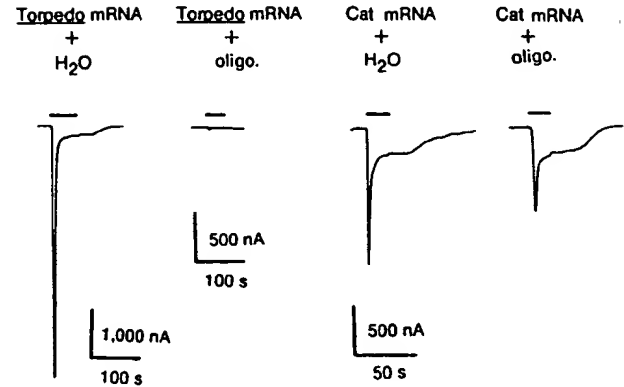 Torpedo mRNA
+
H2O
Torpedo mRNA
+
oligo.
Cat mRNA
+
H2O
Cat mRNA
+
oligo.
1,000 nA
100 s
500 nA
100 s
500 nA
50 s